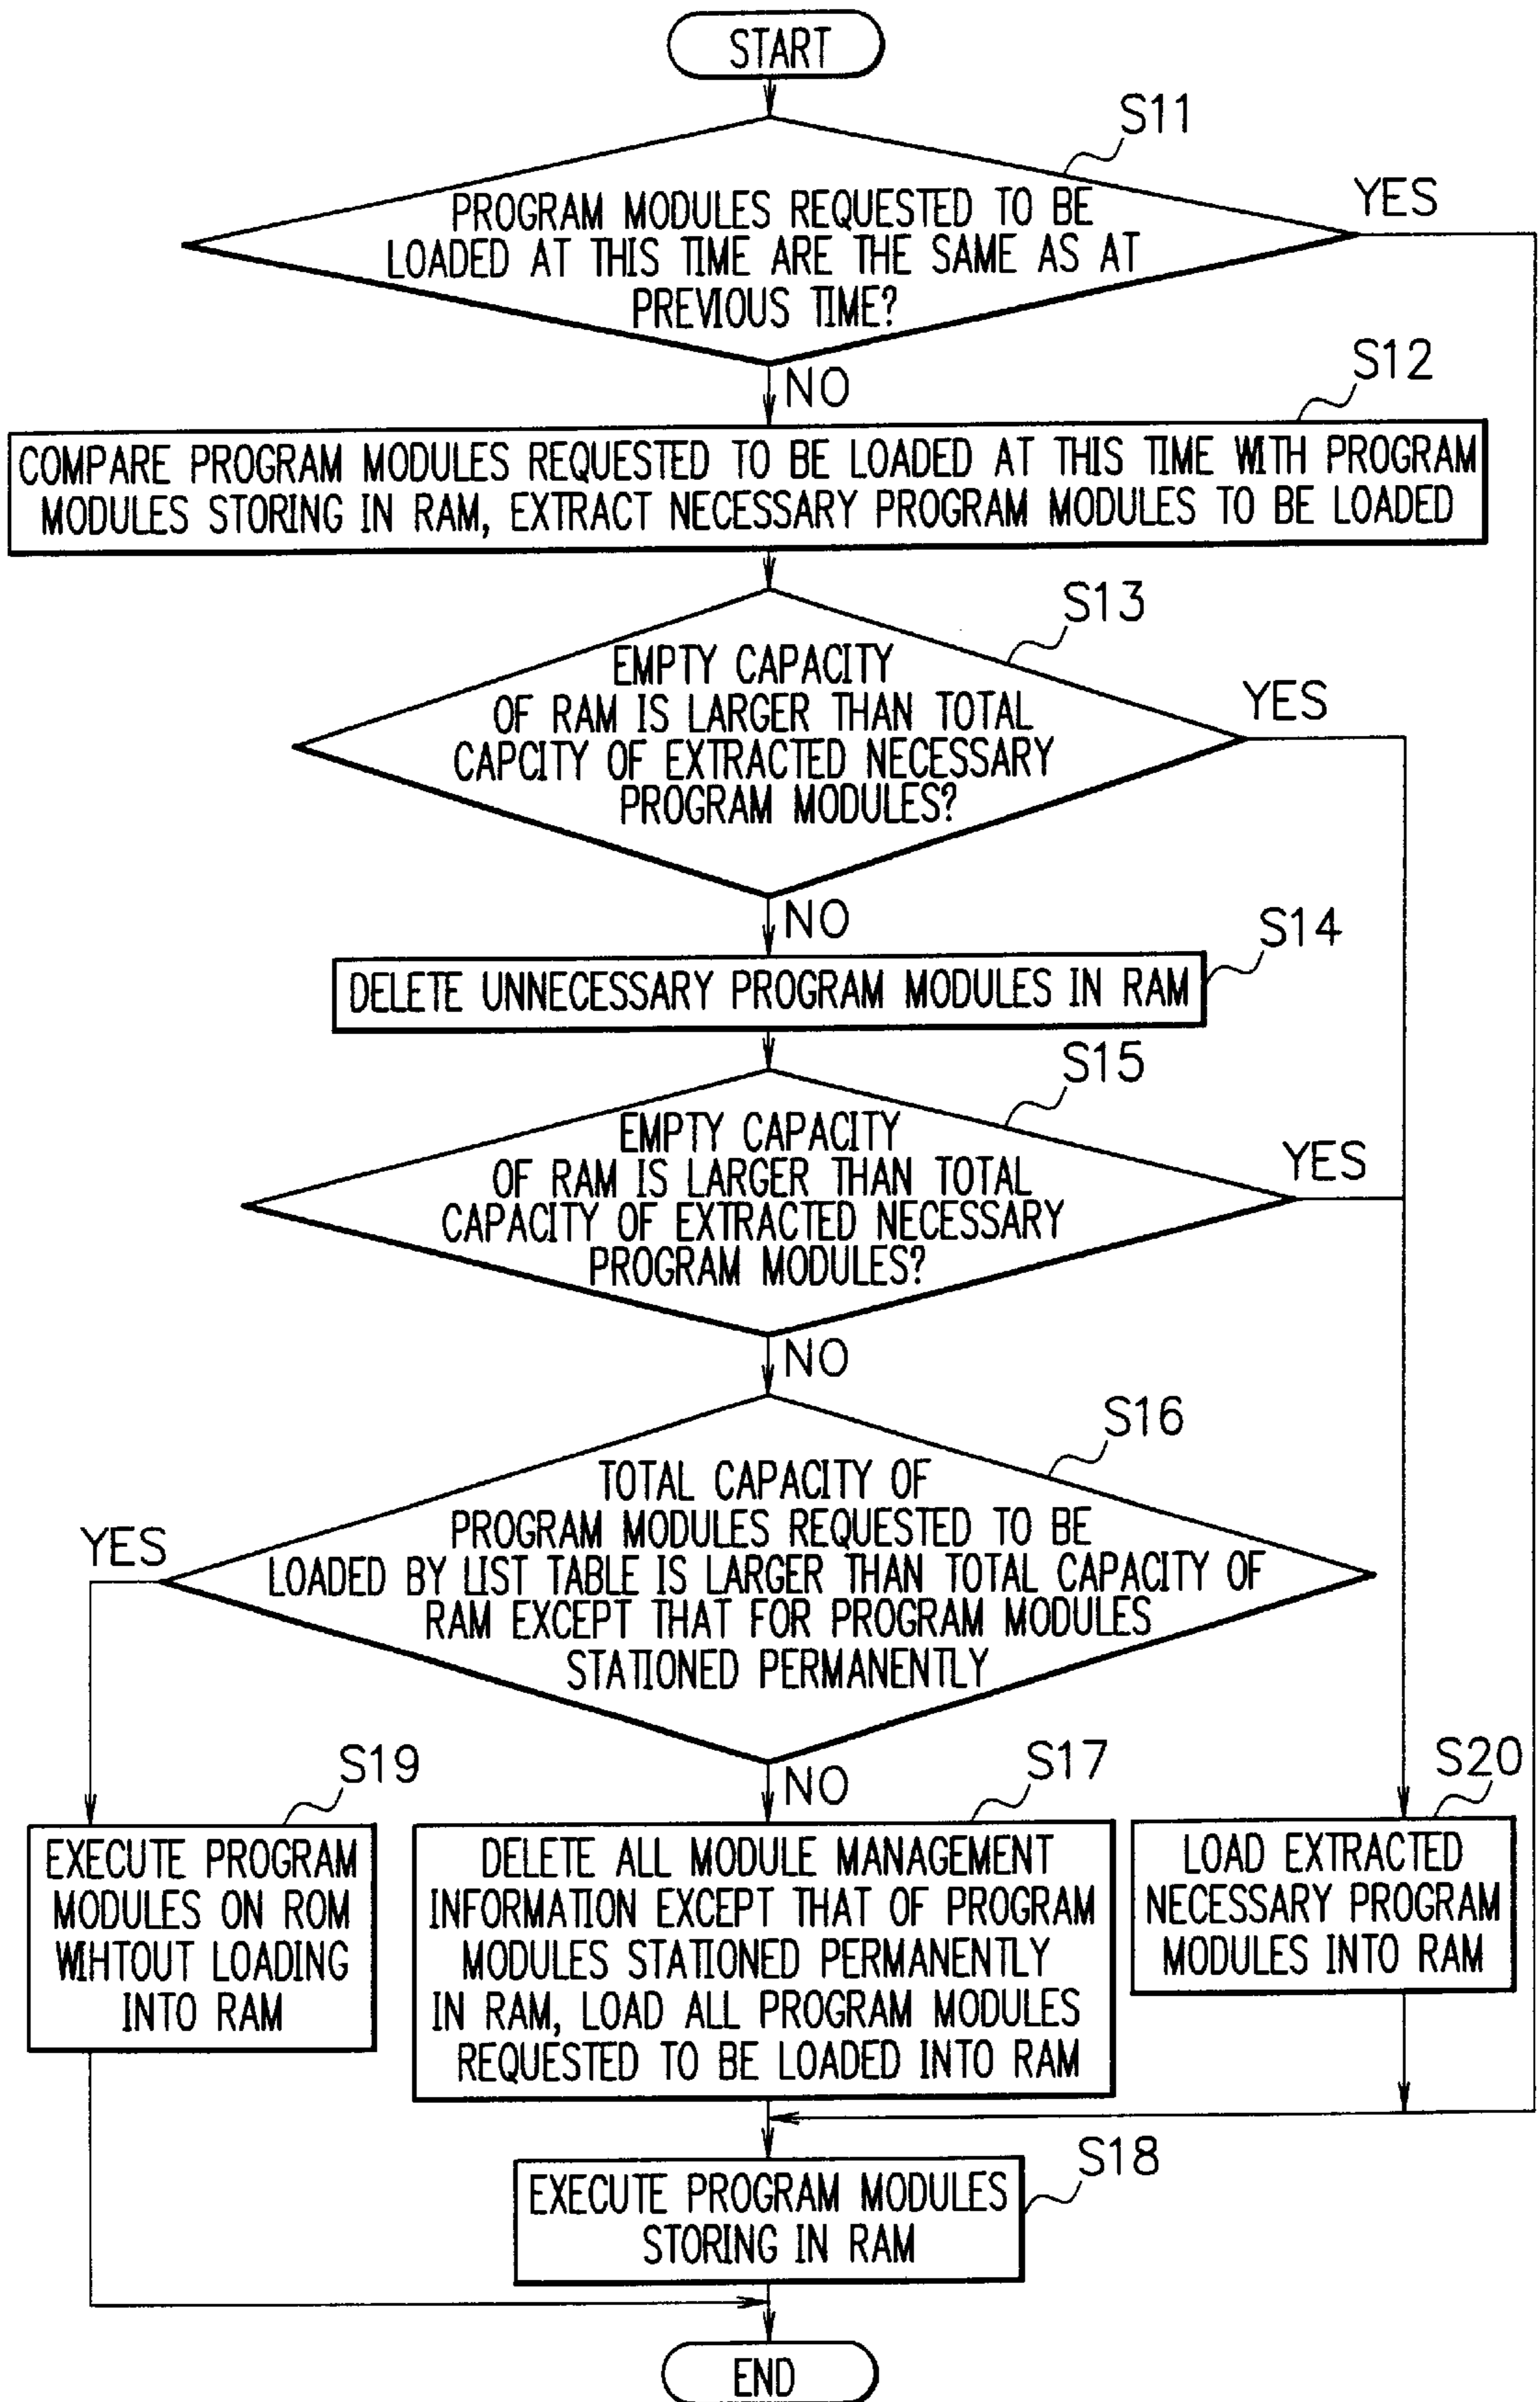 START
S11
PROGRAM MODULES REQUESTED TO BE
LOADED AT THIS TIME ARE THE SAME AS AT
PREVIOUS TIME?
YES
NO
S12
COMPARE PROGRAM MODULES REQUESTED TO BE LOADED AT THIS TIME WITH PROGRAM
MODULES STORING IN RAM, EXTRACT NECESSARY PROGRAM MODULES TO BE LOADED
S13
EMPTY CAPACITY
OF RAM IS LARGER THAN TOTAL
CAPCITY OF EXTRACTED NECESSARY
PROGRAM MODULES?
YES
NO
S14
DELETE UNNECESSARY PROGRAM MODULES IN RAM
S15
EMPTY CAPACITY
OF RAM IS LARGER THAN TOTAL
CAPACITY OF EXTRACTED NECESSARY
PROGRAM MODULES?
YES
NO
S16
TOTAL CAPACITY OF
PROGRAM MODULES REQUESTED TO BE
LOADED BY LIST TABLE IS LARGER THAN TOTAL CAPACITY OF
RAM EXCEPT THAT FOR PROGRAM MODULES
STATIONED PERMANENTLY
YES
NO
S19
EXECUTE PROGRAM
MODULES ON ROM
WIHTOUT LOADING
INTO RAM
S17
DELETE ALL MODULE MANAGEMENT
INFORMATION EXCEPT THAT OF PROGRAM
MODULES STATIONED PERMANENTLY
IN RAM, LOAD ALL PROGRAM MODULES
REQUESTED TO BE LOADED INTO RAM
S20
LOAD EXTRACTED
NECESSARY PROGRAM
MODULES INTO RAM
S18
EXECUTE PROGRAM MODULES
STORING IN RAM
END